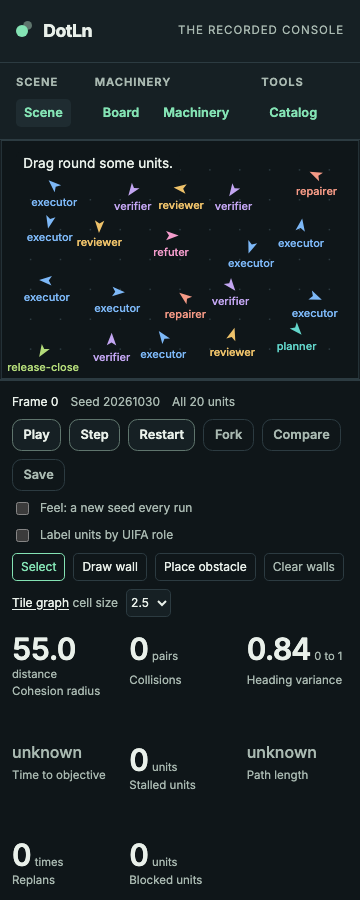 DotLn
THE RECORDED CONSOLE
SCENE MACHINERY TOOLS
Scene Board Machinery Catalog
Drag round some units.
repairer
executor verifier reviewer verifier
executor reviewer
executor
refuter
executor
executor
verifier
executor repairer executor
planner
reviewer
executor
verifier
release-close
Frame 0 Seed 20261030 All 20 units
Play Step Restart Fork Compare
Save
Feel: a new seed every run
Label units by UIFA role
Select Draw wall Place obstacle Clear walls
Tile graph cell size 2.5
55.0 distance
Cohesion radius
0 pairs
Collisions
0.84 0 to 1
Heading variance
unknown
Time to objective
0 units
Stalled units
unknown
Path length
0 times
Replans
0 units
Blocked units